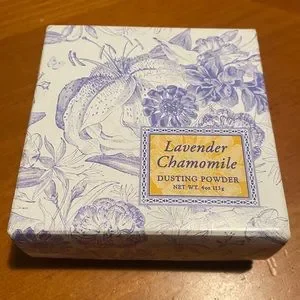 Lavender
Chamomile
DUSTING POWDER
NET WT. 4oz 113g